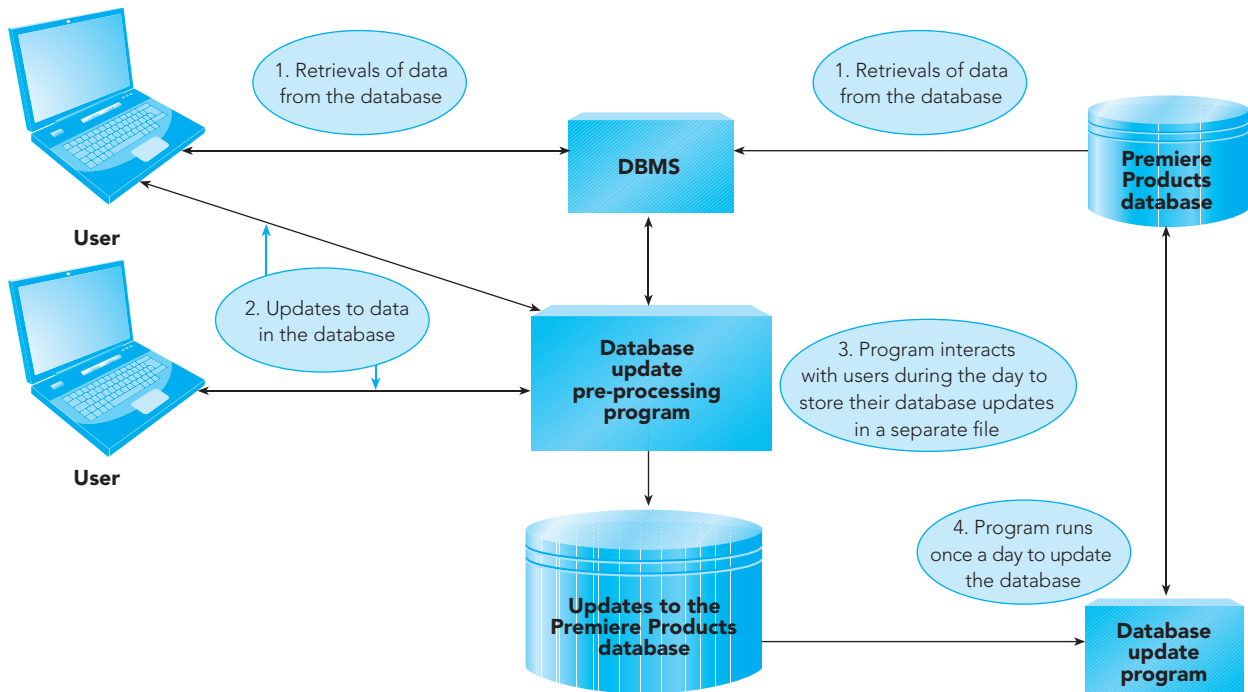 1. Retrievals of data
from the database
1. Retrievals of data
from the database
DBMS
Premiere
Products
database
User
2. Updates to data
in the database
Database
update
pre-processing
program
3. Program interacts
with users during the day to
store their database updates
in a separate file
User
4. Program runs
once a day to update
the database
Updates to the
Premiere Products
database
Database
update
program